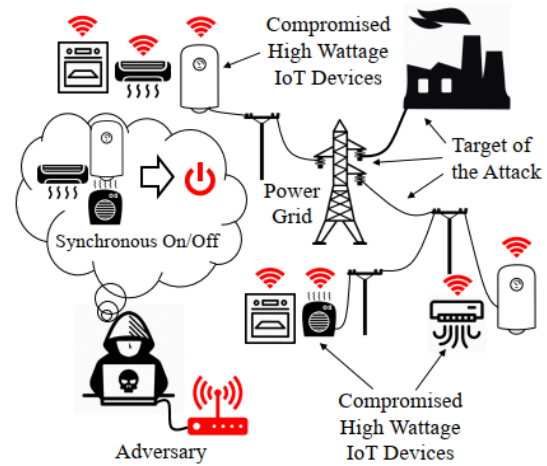 Compromised
High Wattage
IoT Devices
Target of
the Attack
Power
Grid
Synchronous On/Off
Compromised
High Wattage
IoT Devices
Adversary